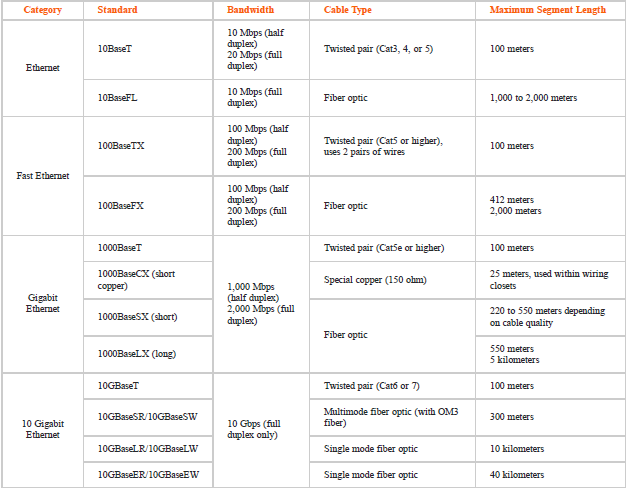 Category Standard Bandwidth Cable Type Maximum Segment Length
Ethernet
10BaseT
10 Mbps (half
duplex)
20 Mbps (full
duplex)
Twisted pair (Cat3, 4, or 5)
100 meters
10BaseFL
10 Mbps (full
duplex)
Fiber optic
1,000 to 2,000 meters
Fast Ethernet
100BaseTX
100 Mbps (half
duplex)
200 Mbps (full
duplex)
Twisted pair (Cat5 or higher),
uses 2 pairs of wires
100 meters
100BaseFX
100 Mbps (half
duplex)
200 Mbps (full
duplex)
Fiber optic
412 meters
2,000 meters
Gigabit
Ethernet
1000BaseT
1,000 Mbps
(half duplex)
2,000 Mbps (full
duplex)
Twisted pair (Cat5e or higher)
100 meters
1000BaseCX (short
copper)
Special copper (150 ohm)
25 meters, used within wiring
closets
1000BaseSX (short)
Fiber optic
220 to 550 meters depending
on cable quality
1000BaseLX (long)
550 meters
5 kilometers
10 Gigabit
Ethernet
10GBaseT
10 Gbps (full
duplex only)
Twisted pair (Cat6 or 7)
100 meters
10GBaseSR/10GBaseSW
Multimode fiber optic (with OM3
fiber)
300 meters
10GBaseLR/10GBaseLW
Single mode fiber optic
10 kilometers
10GBaseER/10GBaseEW
Single mode fiber optic
40 kilometers